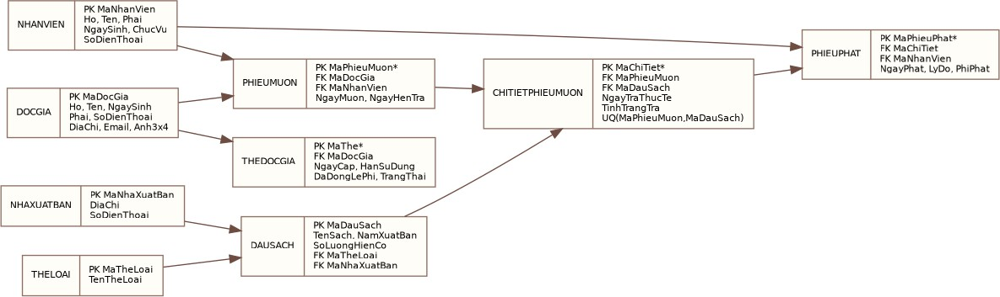 NHANVIEN
PK MaNhanVien
Ho, Ten, Phai
NgaySinh, ChucVu
SoDienThoai
DOCGIA
PK MaDocGia
Ho, Ten, NgaySinh
Phai, SoDienThoai
DiaChi, Email, Anh3x4
NHAXUATBAN
PK MaNhaXuatBan
DiaChi
SoDienThoai
THELOAI
PK MaTheLoai
TenTheLoai
PHIEUMUON
PK MaPhieuMuon*
FK MaDocGia
FK MaNhanVien
NgayMuon, NgayHenTra
THEDOCGIA
PK MaThe*
FK MaDocGia
NgayCap, HanSuDung
DaDongLePhi, TrangThai
DAUSACH
PK MaDauSach
TenSach, NamXuatBan
SoLuongHienCo
FK MaTheLoai
FK MaNhaXuatBan
CHITIETPHIEUMUON
PK MaChiTiet*
FK MaPhieuMuon
FK MaDauSach
NgayTraThucTe
TinhTrangTra
UQ(MaPhieuMuon,MaDauSach)
PHIEUPHAT
PK MaPhieuPhat*
FK MaChiTiet
FK MaNhanVien
NgayPhat, LyDo, PhiPhat